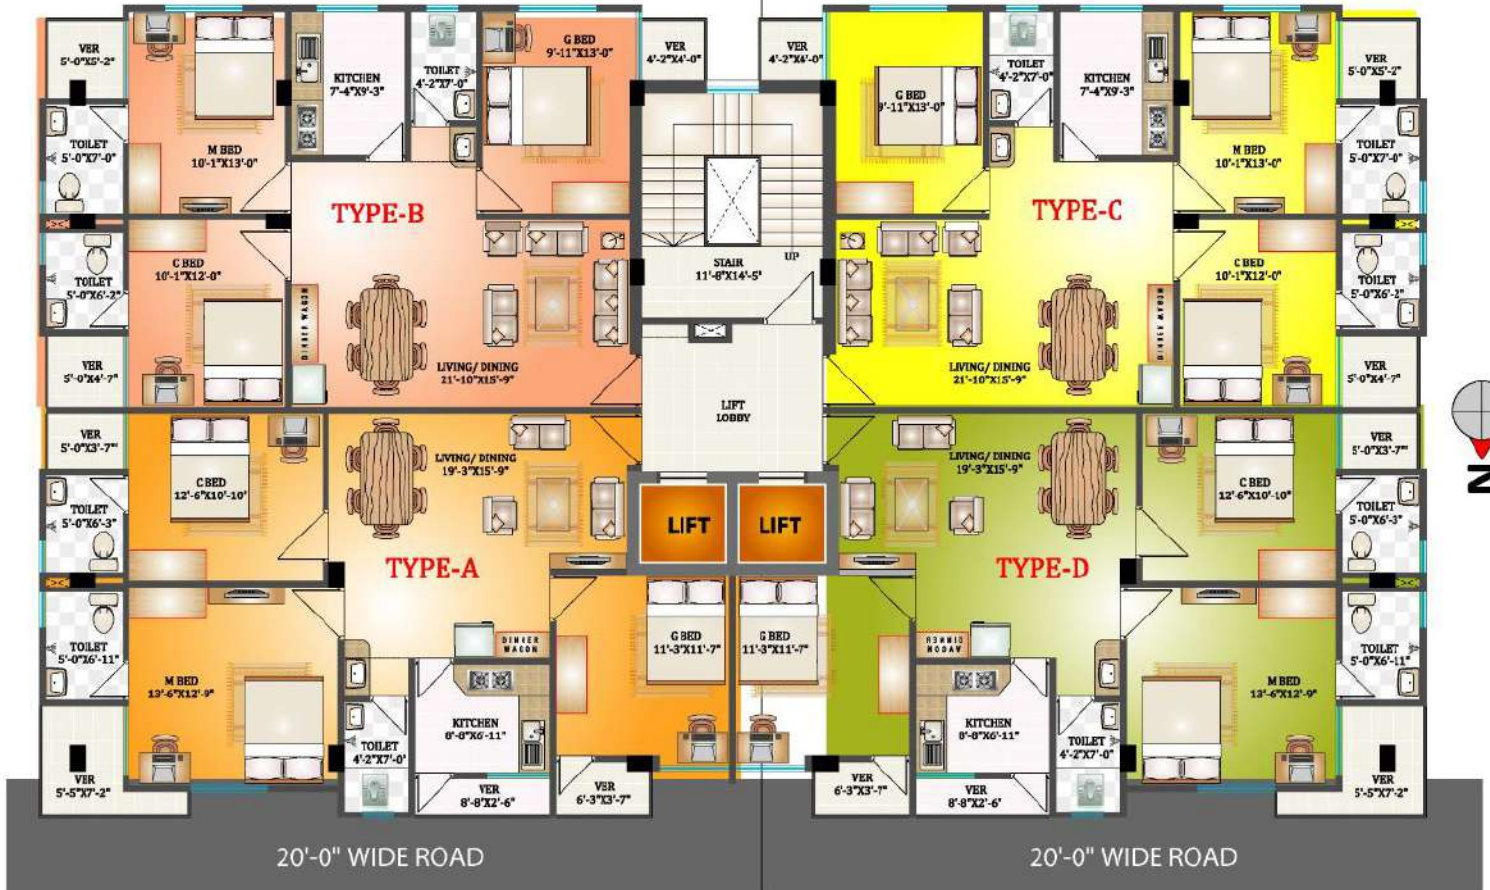 VER
5'-0"X5'-2"
TOILET
5'-0"X7'-0"
M BED
10'-1"X13'-0"
KITCHEN
7'-4"X9'-3"
TOILET
4'-2"X7'-0"
G BED
9'-11"X13'-0"
VER
4'-2"X4'-0"
TYPE-B
TOILET
5'-0"X6'-2"
C BED
10'-1"X12'-0"
VER
5'-0"X4'-7"
DINNER WAGON
LIVING/ DINING
21'-10"X15'-9"
STAIR
11'-8"X14'-5"
UP
LIFT
LOBBY
VER
4'-2"X4'-0"
G BED
9'-11"X13'-0"
TOILET
4'-2"X7'-0"
KITCHEN
7'-4"X9'-3"
M BED
10'-1"X13'-0"
VER
5'-0"X5'-2"
TOILET
5'-0"X7'-0"
TYPE-C
C BED
10'-1"X12'-0"
TOILET
5'-0"X6'-2"
LIVING/ DINING
21'-10"X15'-9"
DINNER WAGON
VER
5'-0"X4'-7"
N
VER
5'-0"X3'-7"
C BED
12'-6"X10'-10"
TOILET
5'-0"X6'-3"
LIVING/ DINING
19'-3"X15'-9"
TYPE-A
LIFT
LIFT
TOILET
5'-0"X6'-11"
M BED
13'-6"X12'-9"
DINNER
WAGON
G BED
11'-3"X11'-7"
VER
5'-5"X7'-2"
TOILET
4'-2"X7'-0"
KITCHEN
8'-8"X6'-11"
VER
8'-8"X2'-6"
VER
6'-3"X3'-7"
LIVING/ DINING
19'-3"X15'-9"
C BED
12'-6"X10'-10"
VER
5'-0"X3'-7"
TOILET
5'-0"X6'-3"
TYPE-D
G BED
11'-3"X11'-7"
DINNER
WAGON
TOILET
5'-0"X6'-11"
M BED
13'-6"X12'-9"
KITCHEN
8'-8"X6'-11"
TOILET
4'-2"X7'-0"
VER
6'-3"X3'-7"
VER
8'-8"X2'-6"
VER
5'-5"X7'-2"
20'-0" WIDE ROAD
20'-0" WIDE ROAD